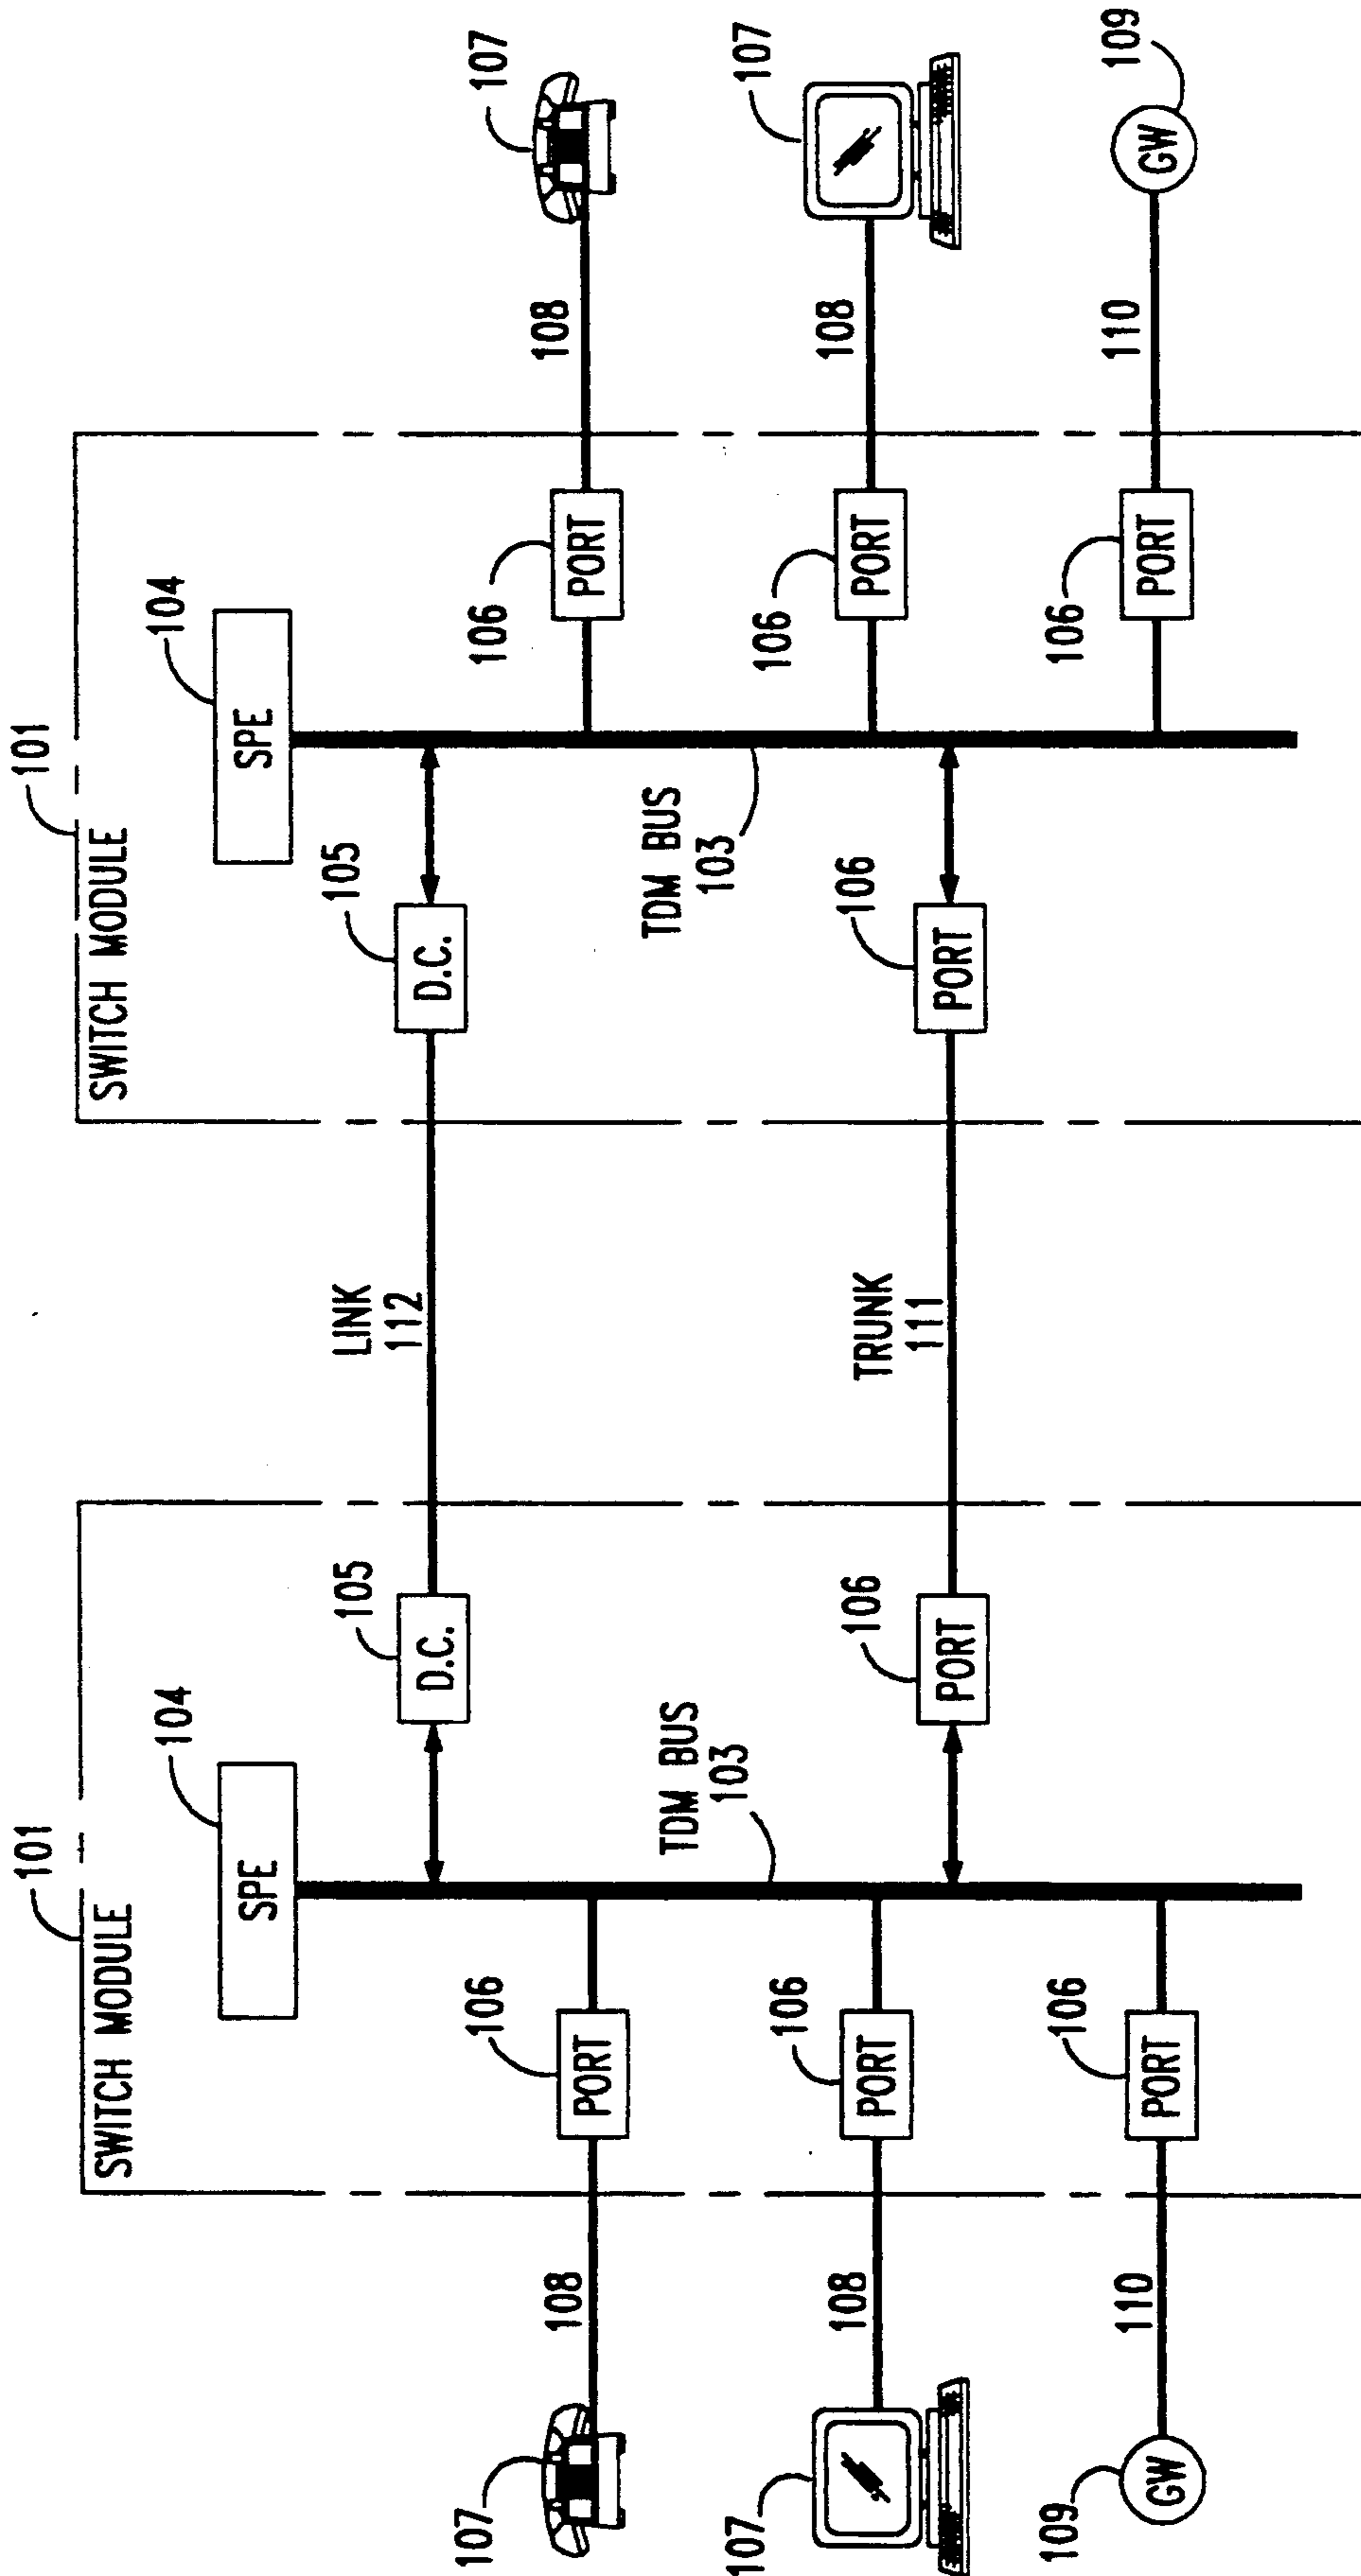 101
101
SWITCH MODULE
SWITCH MODULE
104
104
SPE
SPE
LINK
112
105
105
D.C.
D.C.
107
108
106
PORT
106
PORT
108
107
TDM BUS
103
TDM BUS
103
107
108
106
PORT
106
PORT
108
107
TRUNK
111
106
PORT
106
PORT
109
GW
110
106
PORT
106
PORT
110
109
GW